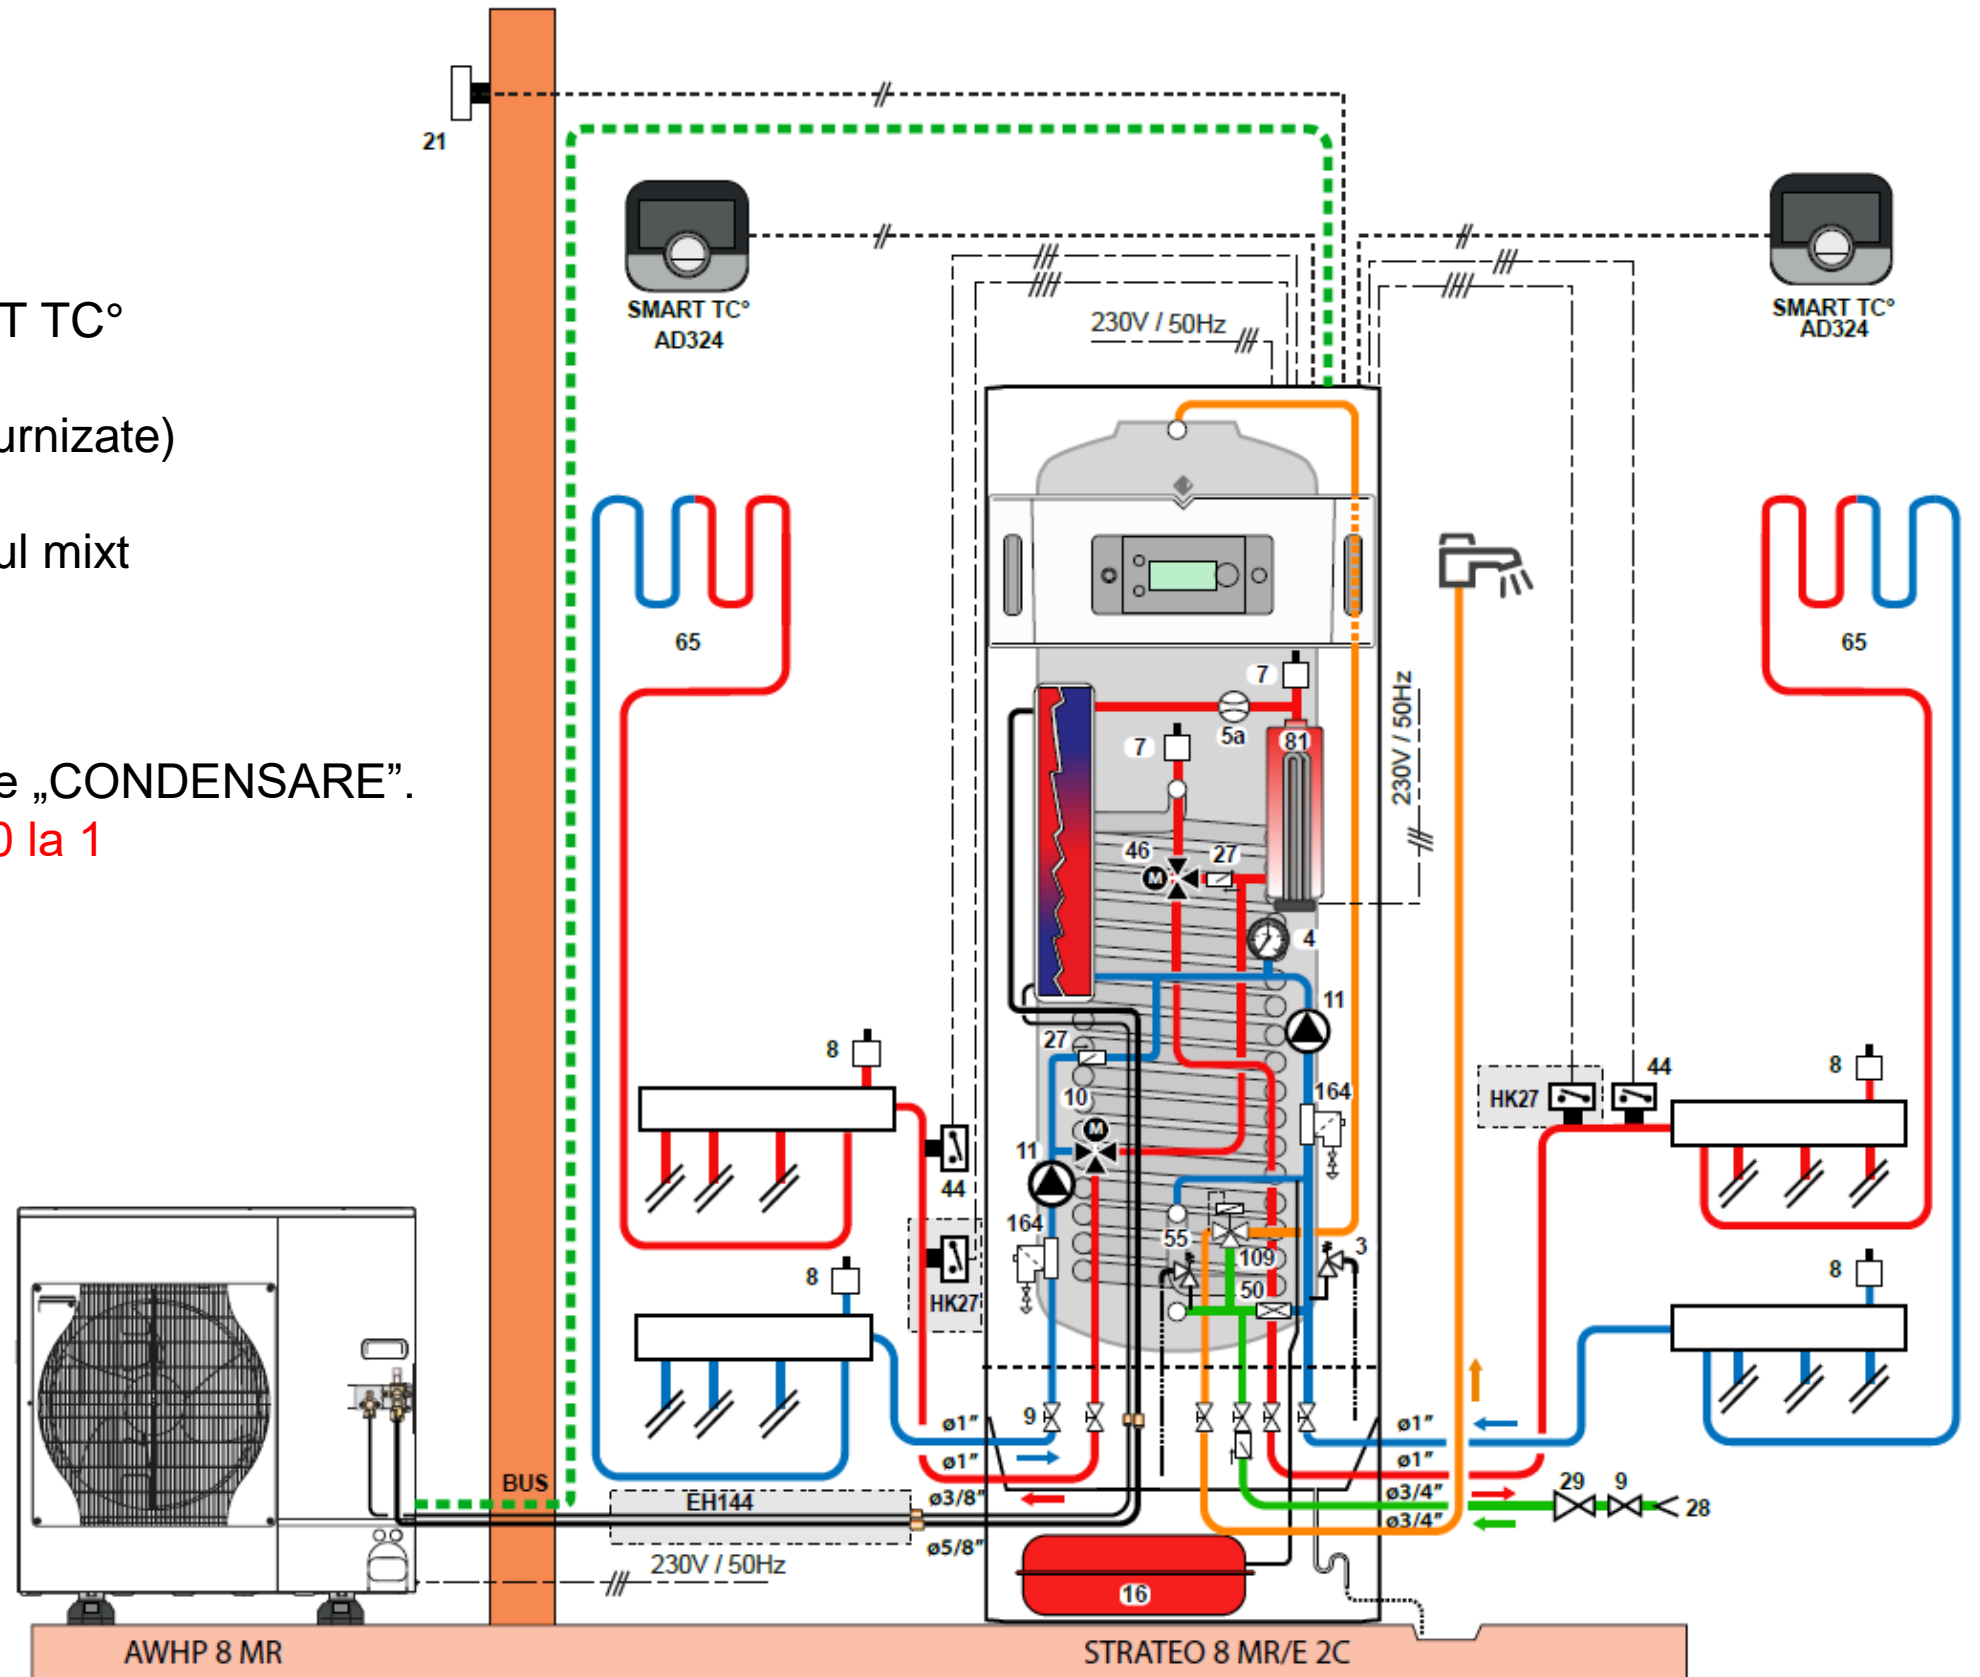 21
SMART TC°
AD324
SMART TC°
AD324
230V / 50Hz
T TC°
urnizate)
ul mixt
e „CONDENSARE”.
0 la 1
65
65
7
5a
7
81
230V / 50Hz
46
27
M
4
11
27
8
10
164
44
8
HK27
M
11
44
164
55
109
3
8
HK27
50
8
9
ø1"
ø1"
ø1"
ø1"
BUS
EH144
ø3/8"
ø3/4"
29
9
28
ø3/4"
ø5/8"
230V / 50Hz
16
AWHP 8 MR
STRATEO 8 MR/E 2C